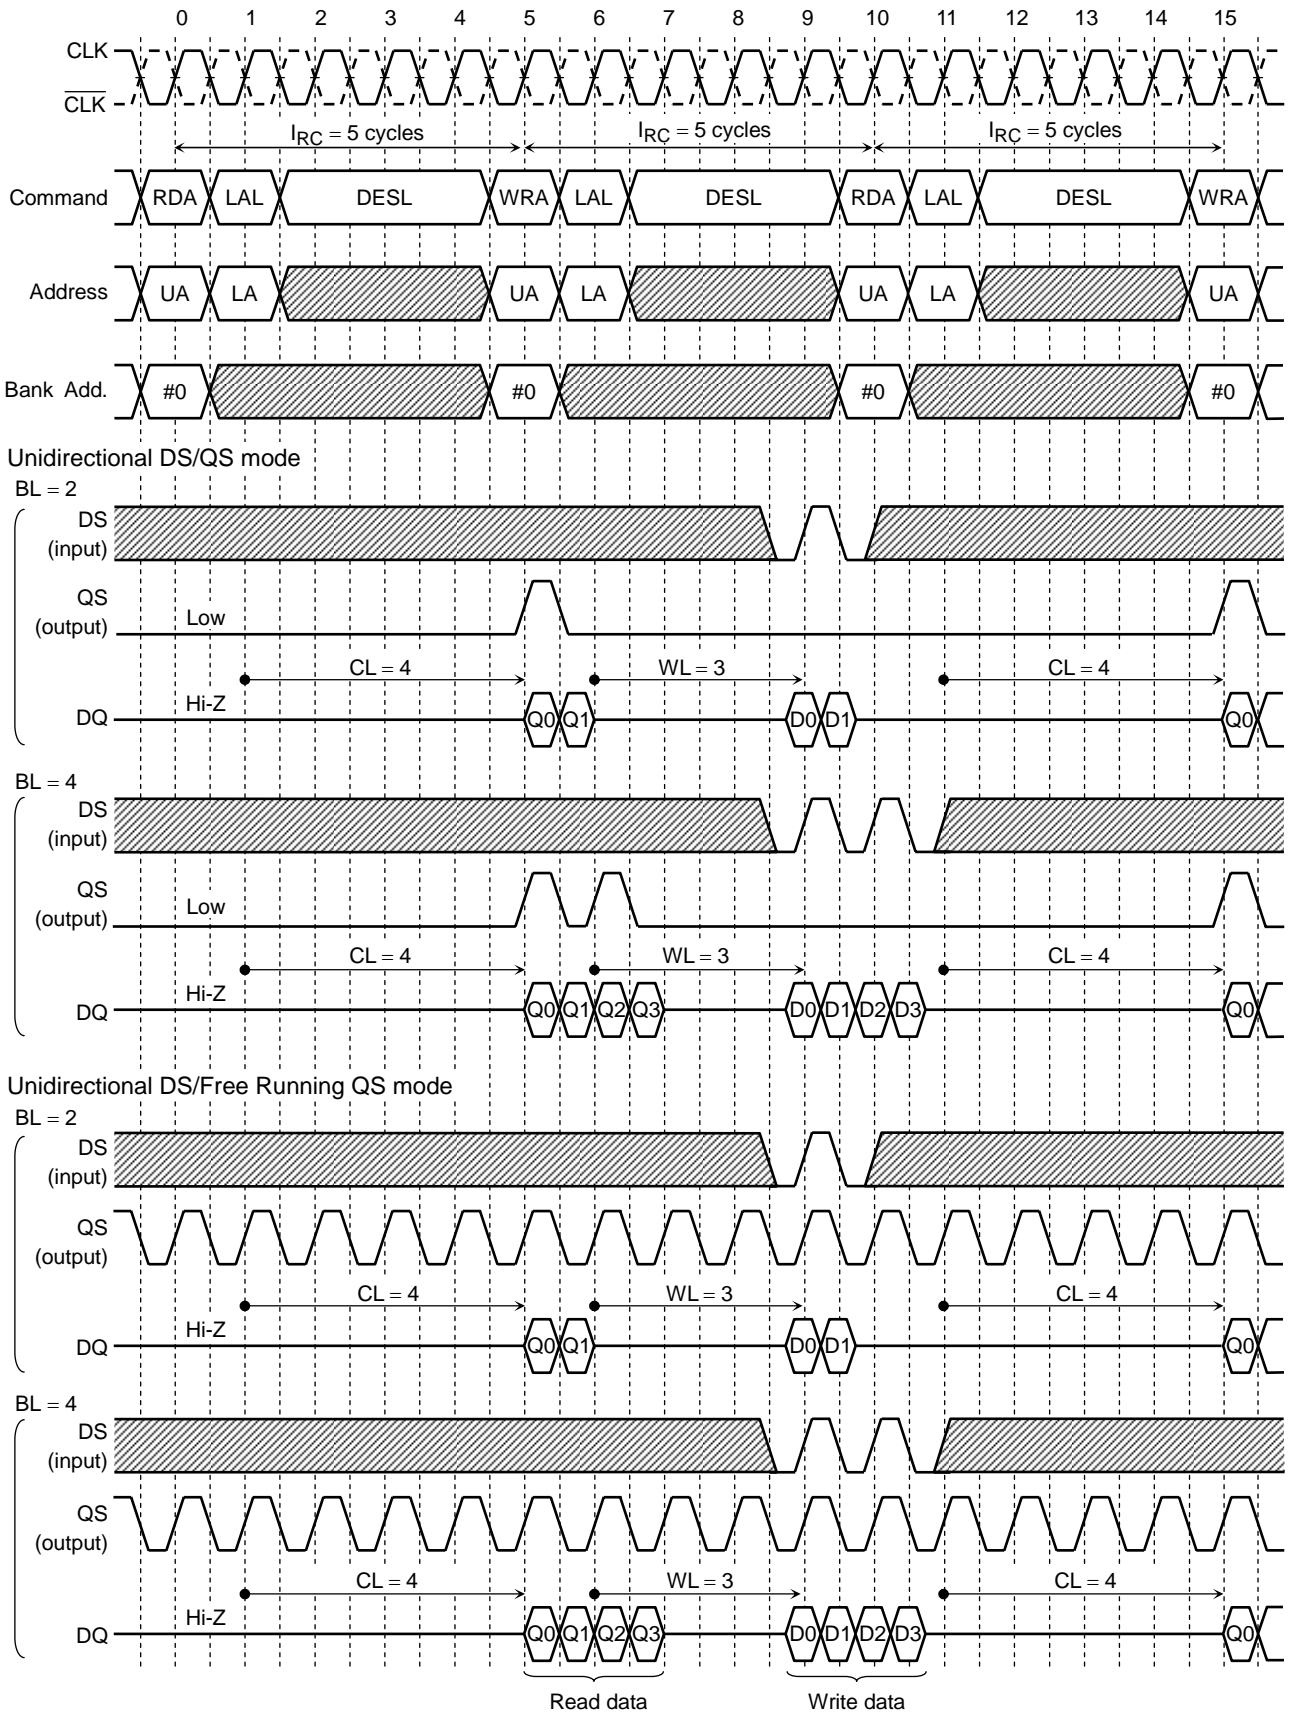 0 1 2 3 4 5 6 7 8 9 10 11 12 13 14 15
CLK
CLK
IRC = 5 cycles IRC = 5 cycles IRC = 5 cycles
Command RDA LAL DESL WRA LAL DESL RDA LAL DESL WRA
Address UA LA UA LA UA LA UA
Bank Add. #0 #0 #0 #0
Unidirectional DS/QS mode
BL = 2
DS
(input)
QS
(output) Low
CL = 4 WL = 3 CL = 4
Hi-Z
DQ Q0 Q1 D0 D1 Q0
BL = 4
DS
(input)
QS
(output) Low
CL = 4 WL = 3 CL = 4
Hi-Z
DQ Q0 Q1 Q2 Q3 D0 D1 D2 D3 Q0
Unidirectional DS/Free Running QS mode
BL = 2
DS
(input)
QS
(output)
CL = 4 WL = 3 CL = 4
Hi-Z
DQ Q0 Q1 D0 D1 Q0
BL = 4
DS
(input)
QS
(output)
CL = 4 WL = 3 CL = 4
Hi-Z
DQ Q0 Q1 Q2 Q3 D0 D1 D2 D3 Q0
Read data Write data